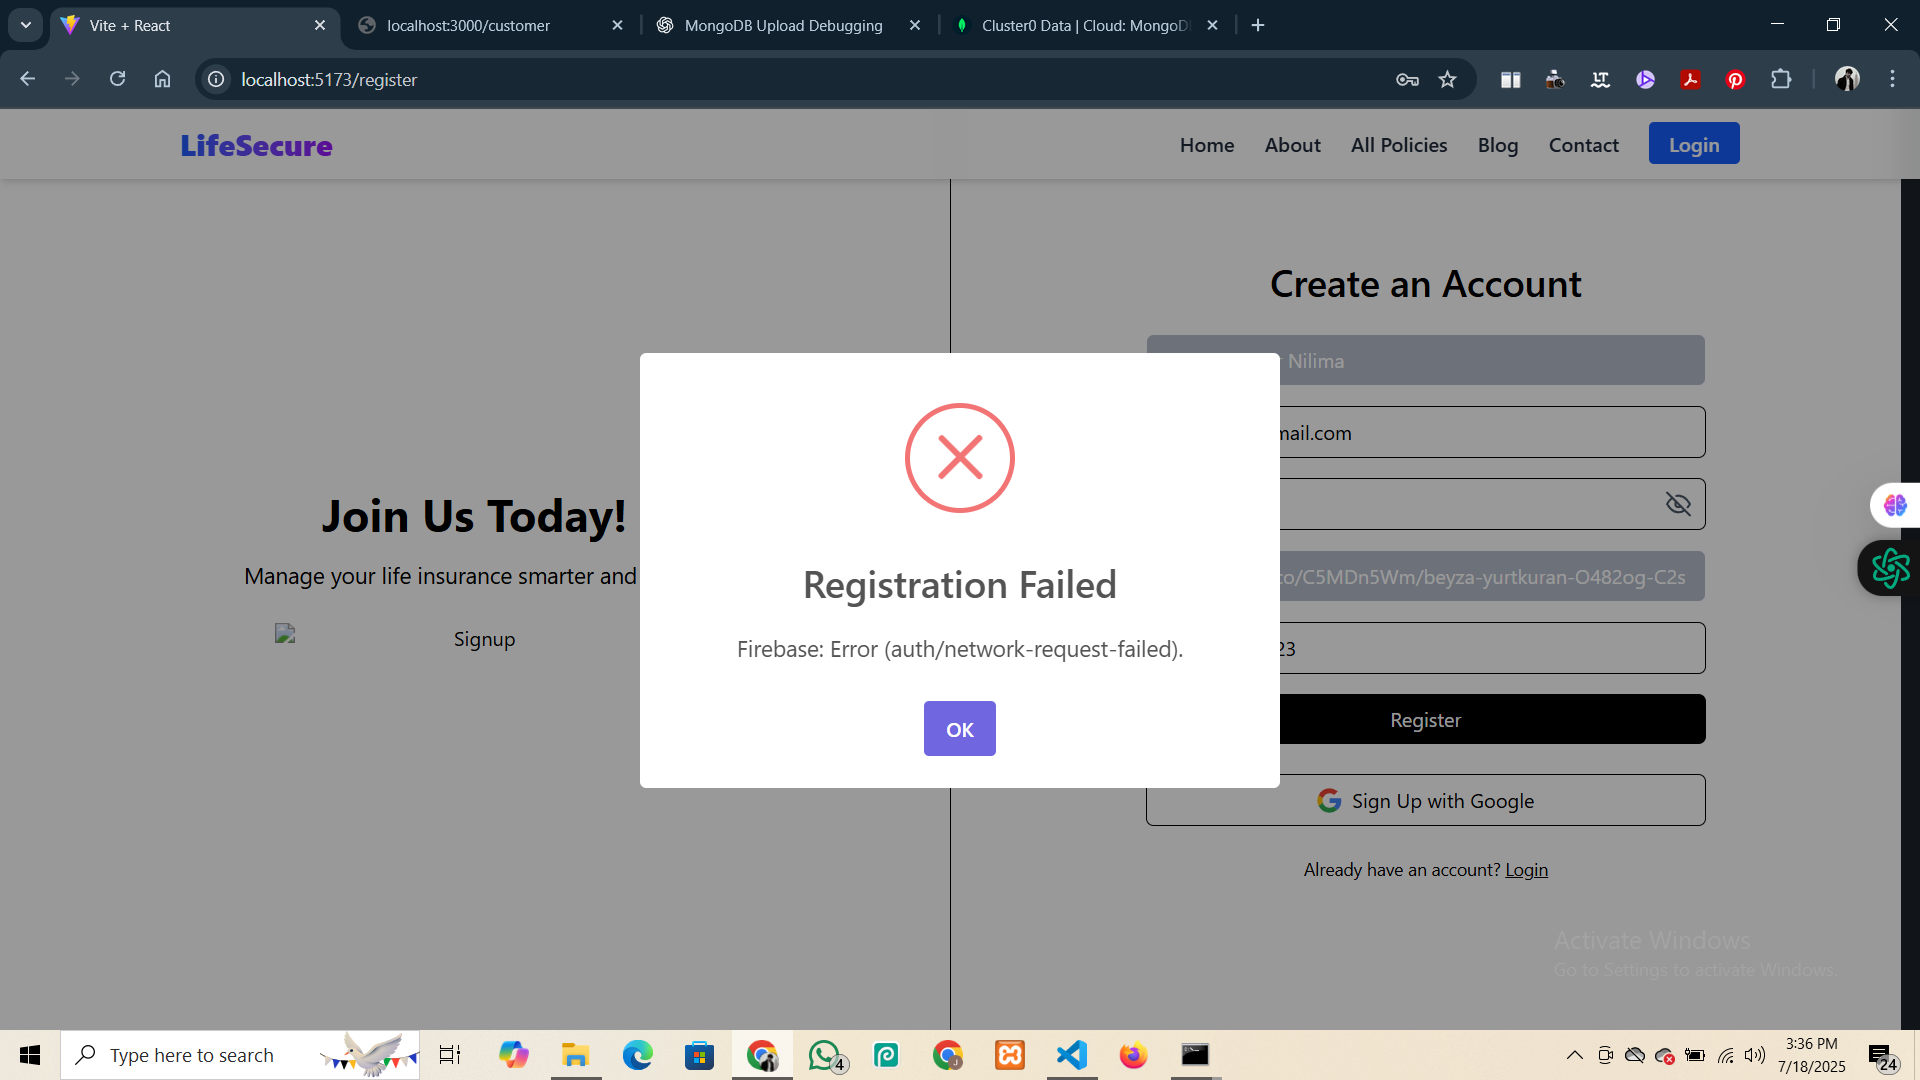 Vite + React
localhost:3000/customer
MongoDB Upload Debugging
Cluster0 Data | Cloud: MongoD
localhost:5173/register
LifeSecure
Home
About
All Policies
Blog
Contact
Login
Create an Account
Nilima
mail.com
Join Us Today!
Manage your life insurance smarter and
Signup
co/C5MDn5Wm/beyza-yurtkuran-O482og-C2s
23
Registration Failed
Firebase: Error (auth/network-request-failed).
OK
Register
Sign Up with Google
Already have an account? Login
Activate Windows
Go to Settings to activate Windows.
Type here to search
4
3:36 PM
7/18/2025
24